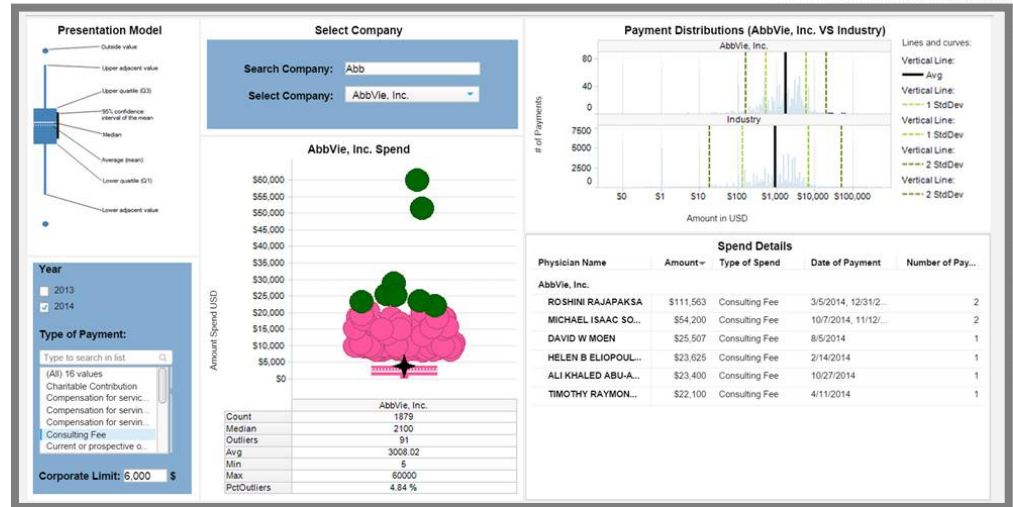 Presentation Model
Outside value
Upper adjacent value
Upper quartile (Q3)
95% confidence
interval of the mean
Median
Average (mean)
Lower quartile (Q1)
Lower adjacent value
Year
2013
2014
Type of Payment:
Type to search in list
(All) 16 values
Charitable Contribution
Compensation for servic...
Compensation for servin...
Compensation for servin...
Consulting Fee
Current or prospective o...
Corporate Limit: 6,000 $
Select Company
Search Company: Abb
Select Company: AbbVie, Inc.
AbbVie, Inc. Spend
Amount Spend USD
$60,000
$55,000
$50,000
$45,000
$40,000
$35,000
$30,000
$25,000
$20,000
$15,000
$10,000
$5,000
$0
AbbVie, Inc.
Count 1879
Median 2100
Outliers 91
Avg 3008.02
Min 5
Max 60000
PctOutliers 4.84 %
Payment Distributions (AbbVie, Inc. VS Industry)
AbbVie, Inc.
80
40
0
Industry
7500
5000
2500
0
# of Payments
$0 $1 $10 $100 $1,000 $10,000 $100,000
Amount in USD
Lines and curves:
Vertical Line:
Avg
Vertical Line:
1 StdDev
Vertical Line:
1 StdDev
Vertical Line:
2 StdDev
Vertical Line:
2 StdDev
Spend Details
Physician Name Amount Type of Spend Date of Payment Number of Pay...
AbbVie, Inc.
ROSHINI RAJAPAKSA $111,563 Consulting Fee 3/5/2014, 12/31/2... 2
MICHAEL ISAAC SO... $54,200 Consulting Fee 10/7/2014, 11/12/... 2
DAVID W MOEN $25,507 Consulting Fee 8/5/2014 1
HELEN B ELIOPOUL... $23,625 Consulting Fee 2/14/2014 1
ALI KHALED ABU-A... $23,400 Consulting Fee 10/27/2014 1
TIMOTHY RAYMON... $22,100 Consulting Fee 4/11/2014 1